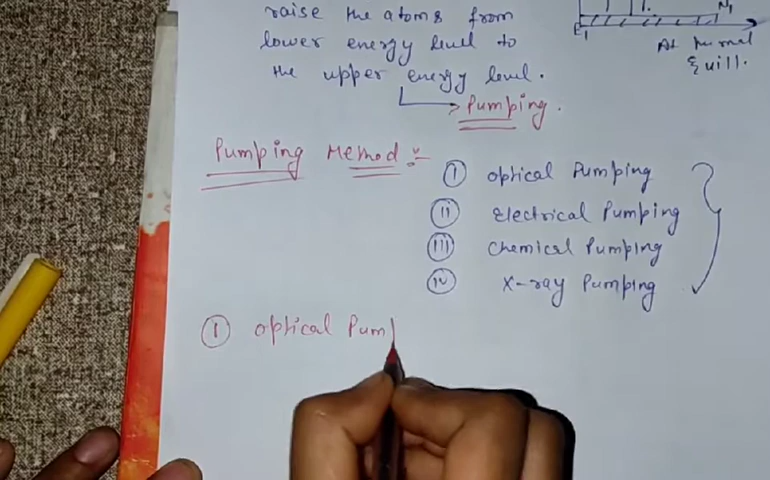 raise the atoms from
lower energy level to
the upper energy level.
Pumping.
N1
E1
At
Equill.
Pumping Method :-
I optical Pumping
II Electrical Pumping
III Chemical Pumping
IV X-ray Pumping
I optical Pum